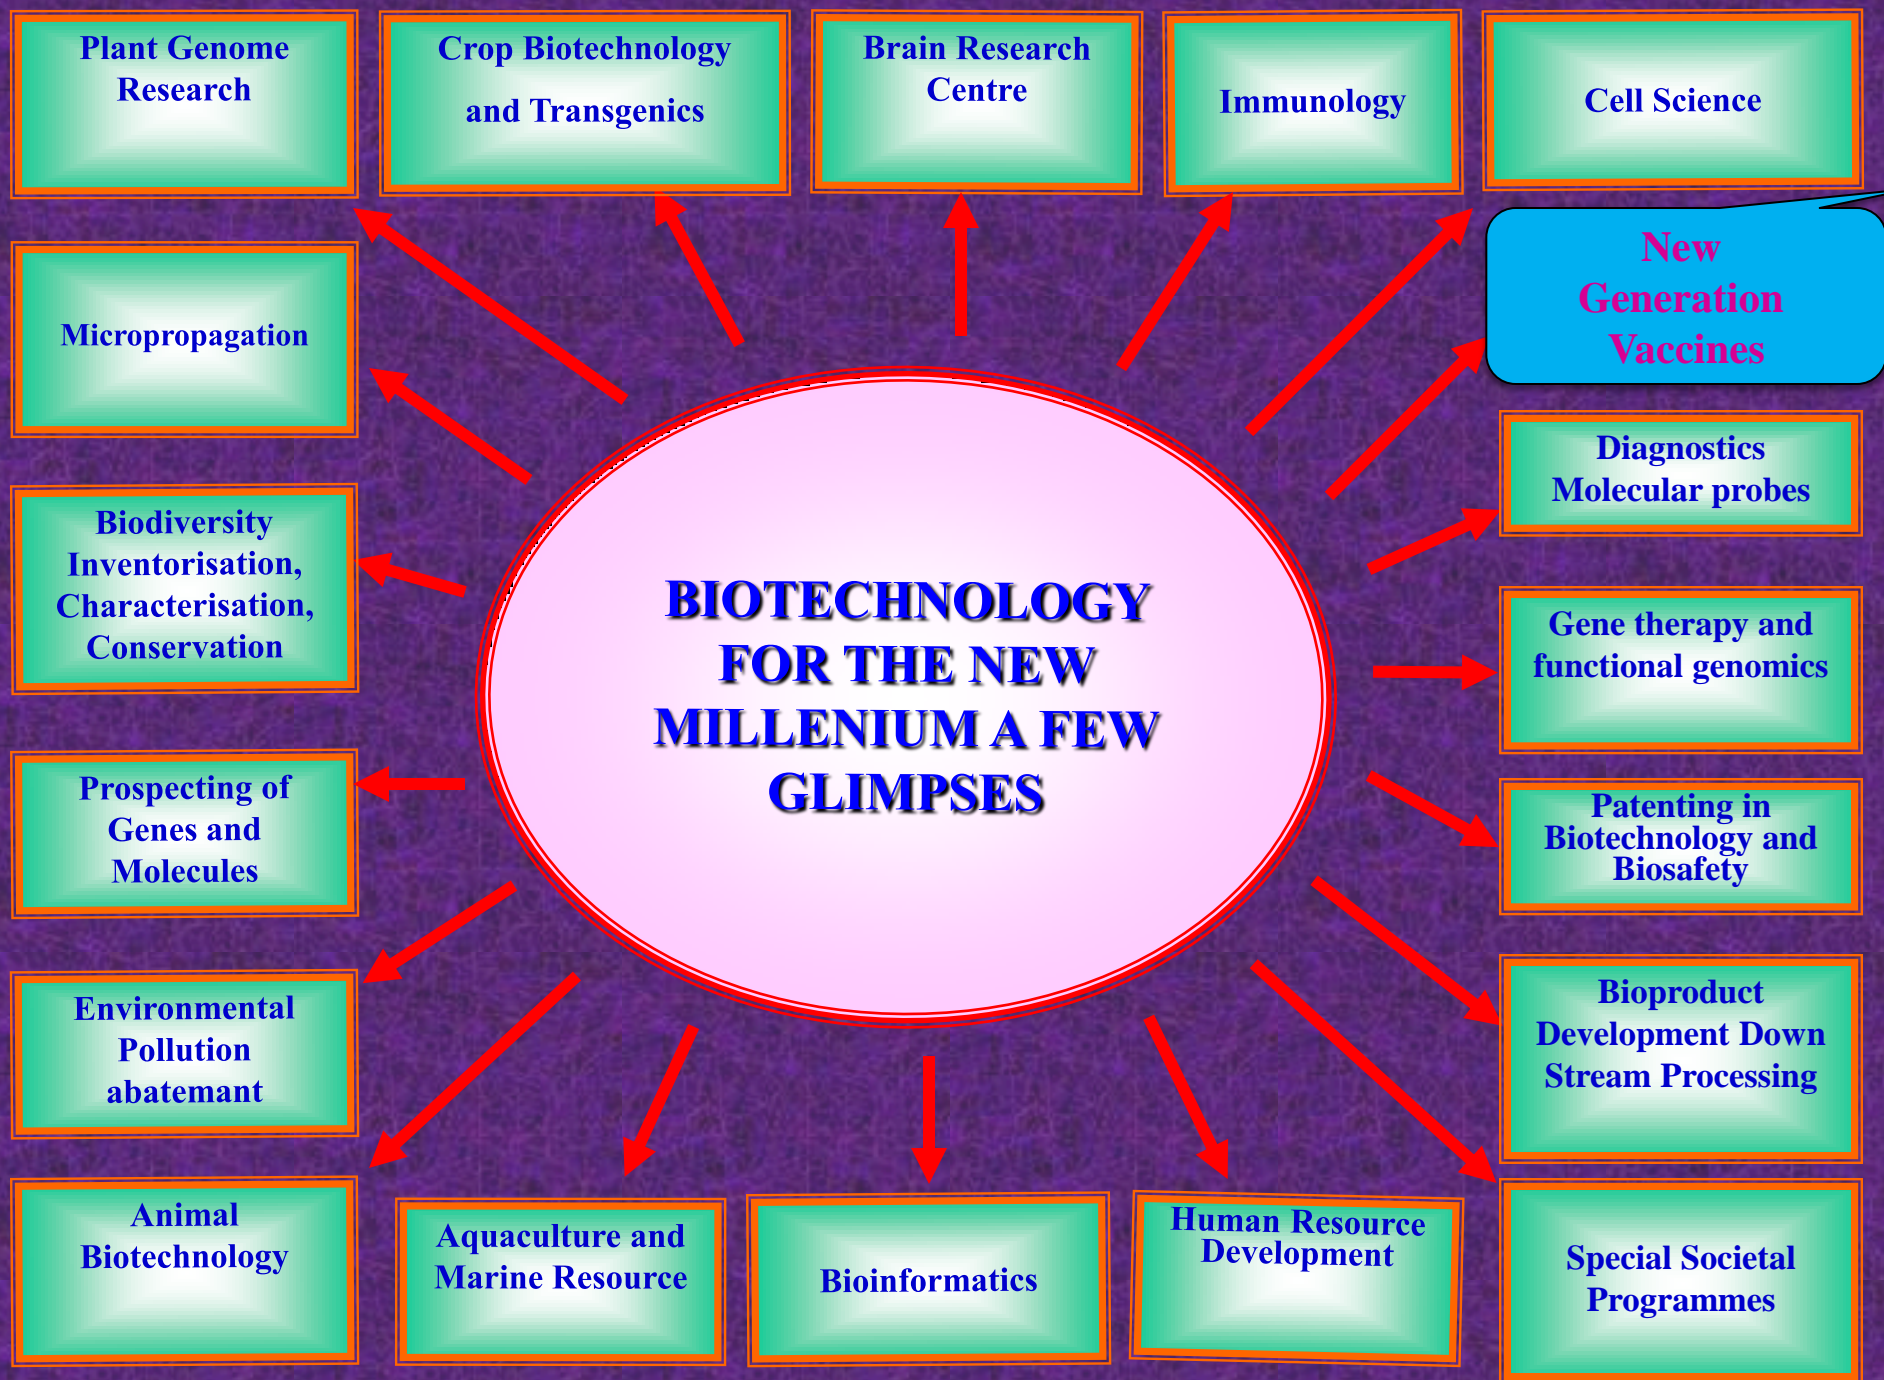 Plant Genome
Research
Crop Biotechnology
and Transgenics
Brain Research
Centre
Immunology
Cell Science
New
Generation
Vaccines
Micropropagation
Diagnostics
Molecular probes
Biodiversity
Inventorisation,
Characterisation,
Conservation
BIOTECHNOLOGY
FOR THE NEW
MILLENIUM A FEW
GLIMPSES
Gene therapy and
functional genomics
Prospecting of
Genes and
Molecules
Patenting in
Biotechnology and
Biosafety
Environmental
Pollution
abatemant
Bioproduct
Development Down
Stream Processing
Animal
Biotechnology
Aquaculture and
Marine Resource
Bioinformatics
Human Resource
Development
Special Societal
Programmes